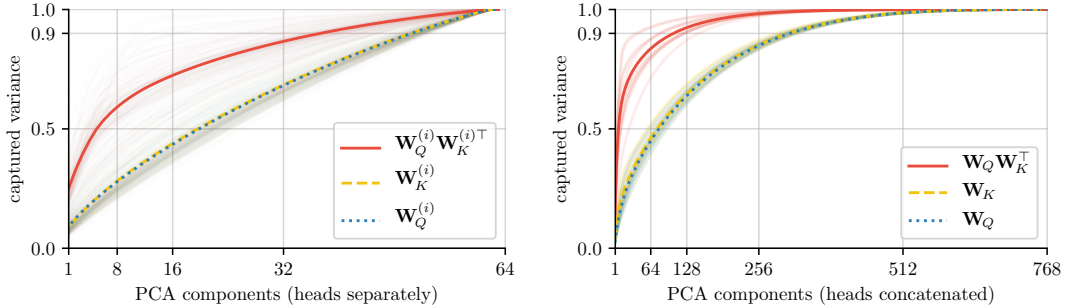 1.0
0.9
0.5
0.0
captured variance
1 8 16 32 64
PCA components (heads separately)
W_Q^(i) W_K^(i)⊤
W_K^(i)
W_Q^(i)
1.0
0.9
0.5
0.0
captured variance
1 64 128 256 512 768
PCA components (heads concatenated)
W_Q W_K^⊤
W_K
W_Q